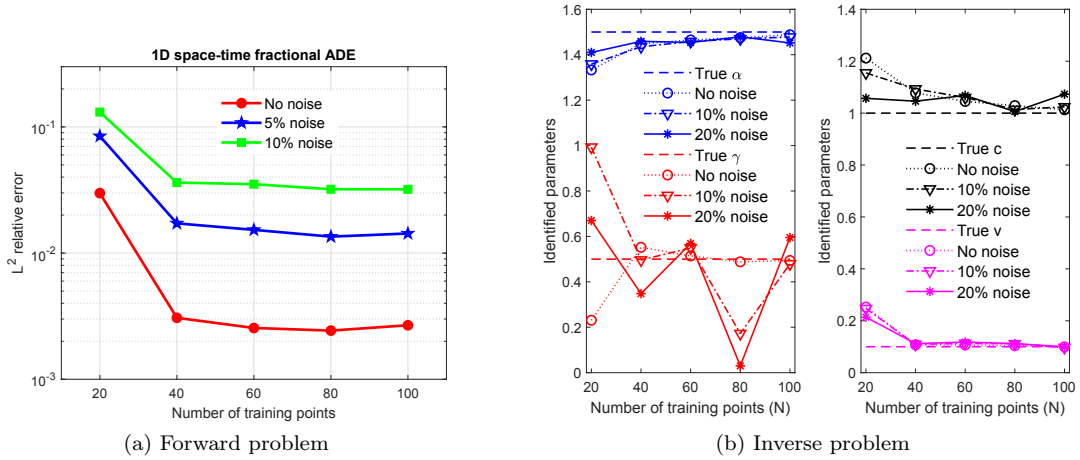 1D space-time fractional ADE
No noise
5% noise
10% noise
10^-1
10^-2
10^-3
L^2 relative error
20 40 60 80 100
Number of training points
(a) Forward problem
1.6
1.4
1.2
1
0.8
0.6
0.4
0.2
0
Identified parameters
True α
No noise
10% noise
20% noise
True γ
No noise
10% noise
20% noise
20 40 60 80 100
Number of training points (N)
1.4
1.2
1
0.8
0.6
0.4
0.2
0
Identified parameters
True c
No noise
10% noise
20% noise
True v
No noise
10% noise
20% noise
20 40 60 80 100
Number of training points (N)
(b) Inverse problem